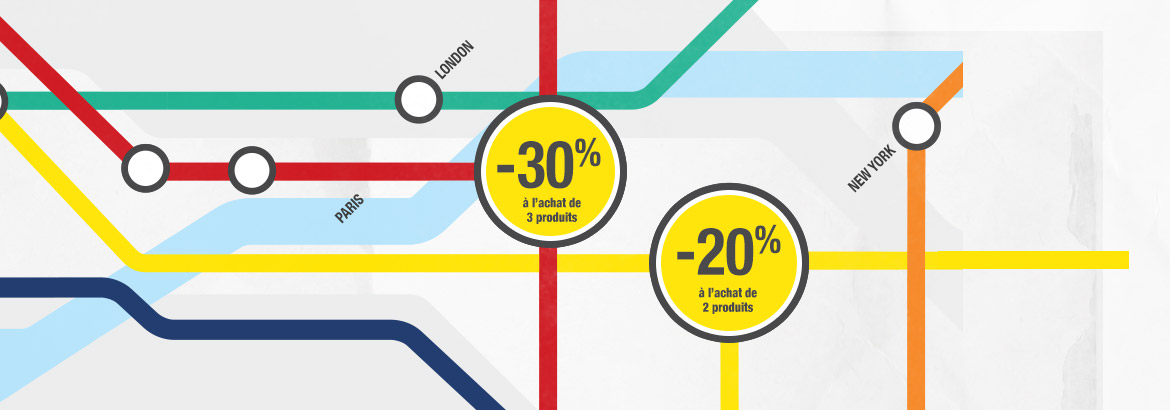 LONDON
PARIS
-30%
à l'achat de
3 produits
-20%
à l'achat de
2 produits
NEW YORK